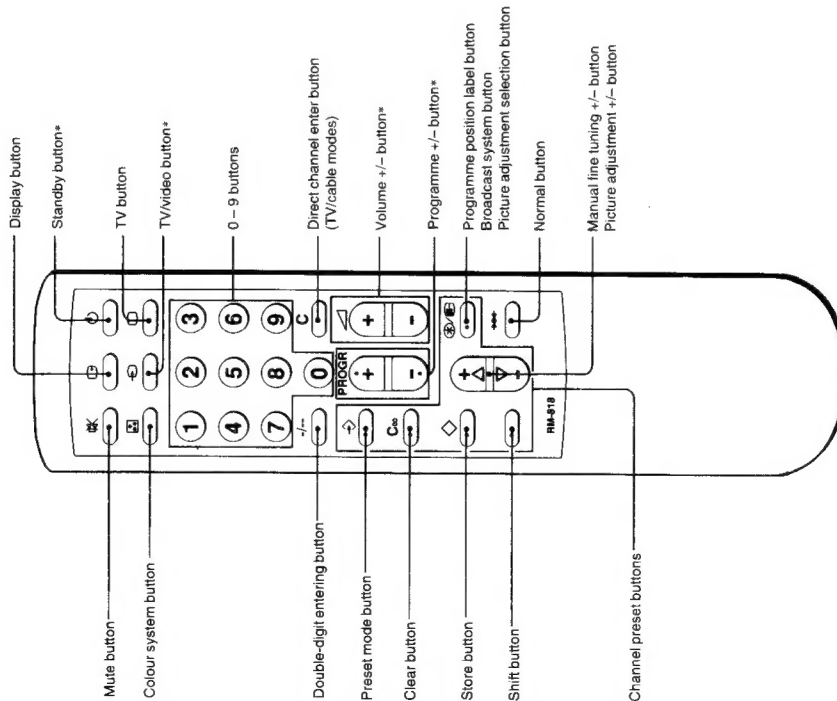 Display button
Standby button*
TV button
TV/video button*
0 – 9 buttons
Direct channel enter button
(TV/cable modes)
Volume +/– button*
Programme +/– button*
Programme position label button
Broadcast system button
Picture adjustment selection button
Normal button
Manual fine tuning +/– button
Picture adjustment +/– button
1 2 3
4 5 6
7 8 9
-/-- 0 C
PROGR
+ +
- -
C∞
+
-
RM-818
Mute button
Colour system button
Double-digit entering button
Preset mode button
Clear button
Store button
Shift button
Channel preset buttons